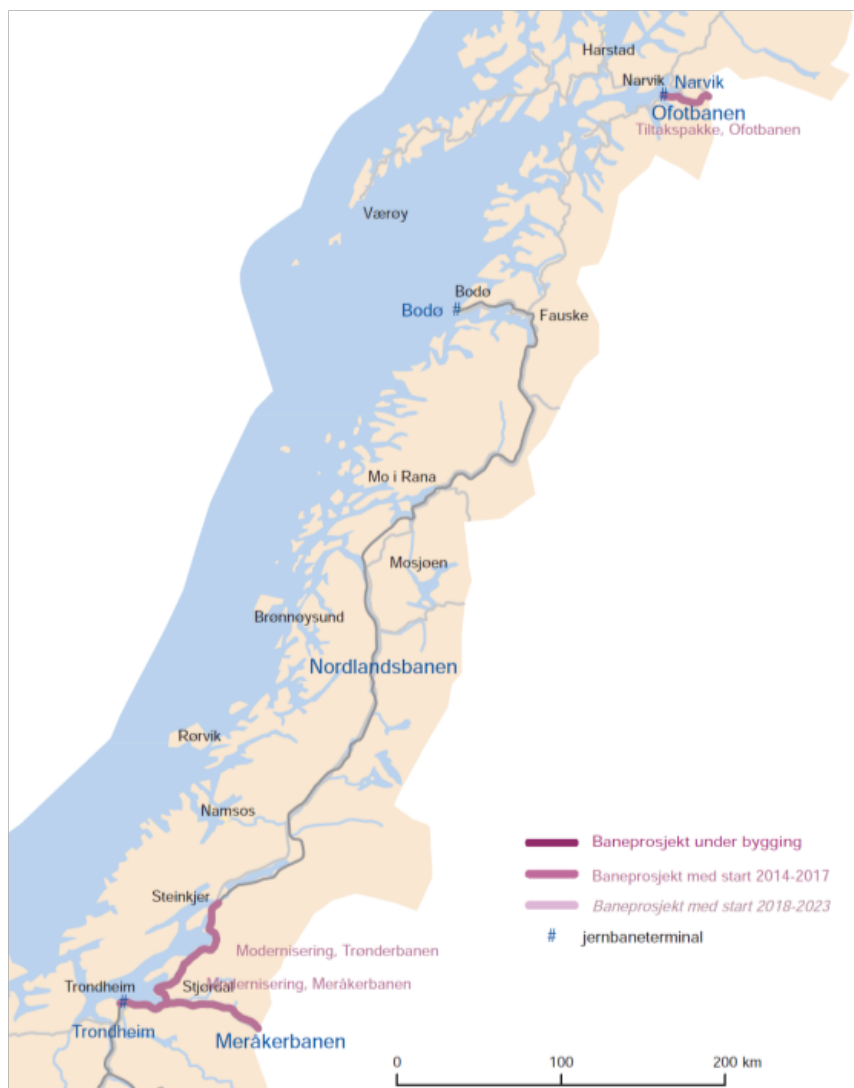 Harstad
Narvik Narvik
#
Ofotbanen
Tiltakspakke, Ofotbanen
Værøy
Bodø
Bodø #
Fauske
Mo i Rana
Mosjøen
Brønnøysund
Nordlandsbanen
Rørvik
Namsos
Baneprosjekt under bygging
Baneprosjekt med start 2014-2017
Baneprosjekt med start 2018-2023
# jernbaneterminal
Steinkjer
Modernisering, Trønderbanen
Modernisering, Meråkerbanen
Trondheim Stjørdal
#
Trondheim
Meråkerbanen
0 100 200 km